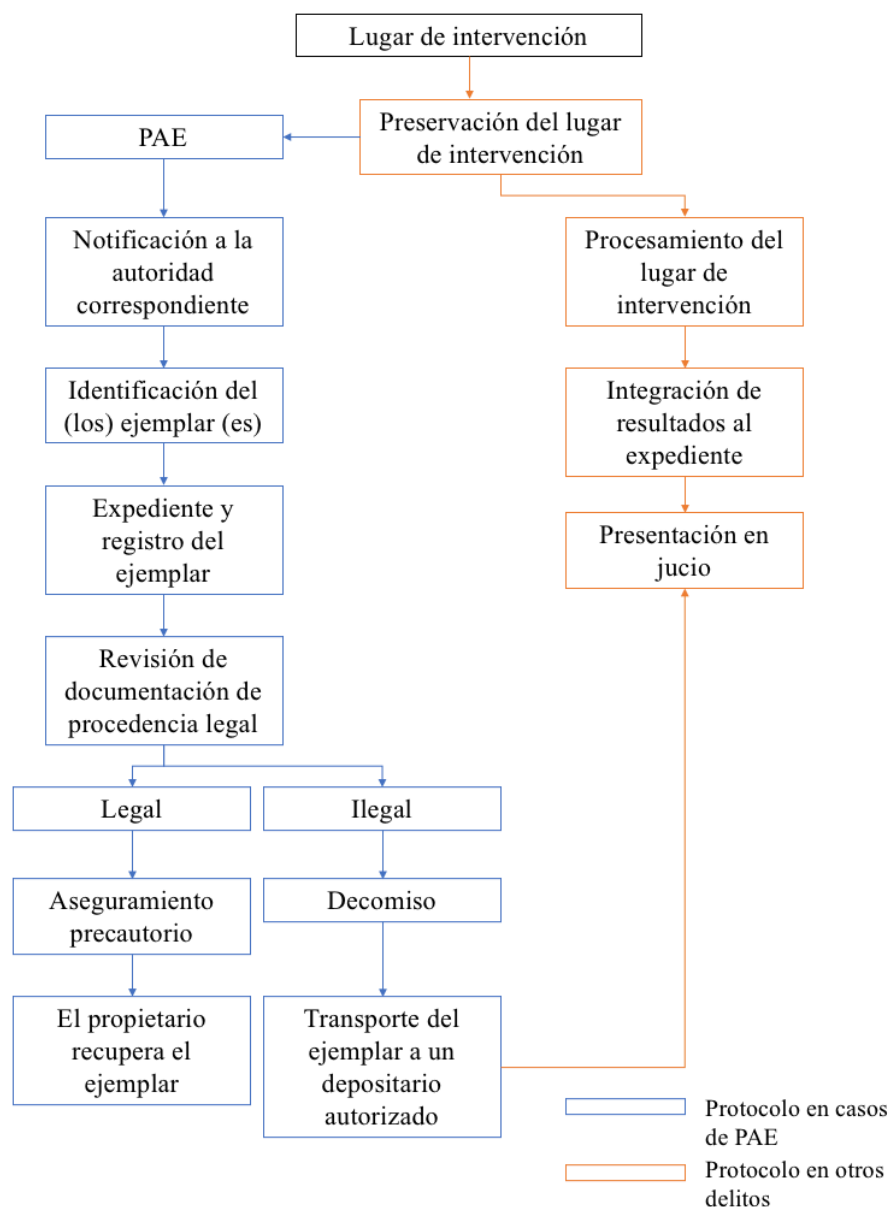 Lugar de intervención
Preservación del lugar
de intervención
PAE
Notificación a la
autoridad
correspondiente
Procesamiento del
lugar de
intervención
Identificación del
(los) ejemplar (es)
Integración de
resultados al
expediente
Expediente y
registro del
ejemplar
Presentación en
jucio
Revisión de
documentación de
procedencia legal
Legal
Ilegal
Aseguramiento
precautorio
Decomiso
El propietario
recupera el
ejemplar
Transporte del
ejemplar a un
depositario
autorizado
Protocolo en casos
de PAE
Protocolo en otros
delitos